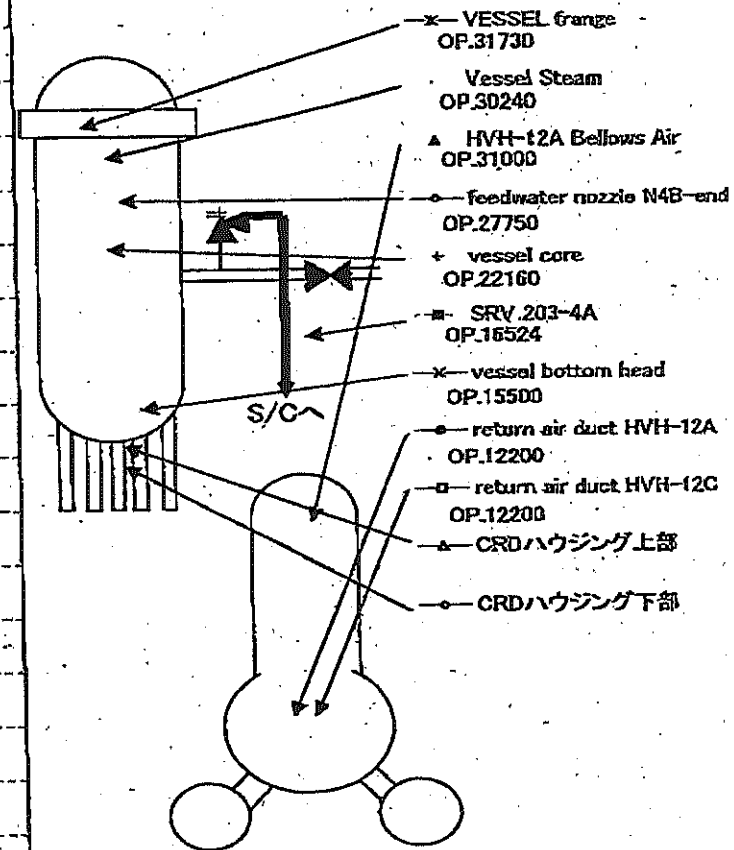 VESSEL frange
OP.31730
Vessel Steam
OP.30240
HVH-12A Bellows Air
OP.31000
feedwater nozzle N4B-end
OP.27750
vessel core
OP.22160
SRV.203-4A
OP.16524
vessel bottom head
OP.15500
S/Cへ
return air duct HVH-12A
OP.12200
return air duct HVH-12C
OP.12200
CRDハウジング上部
CRDハウジング下部